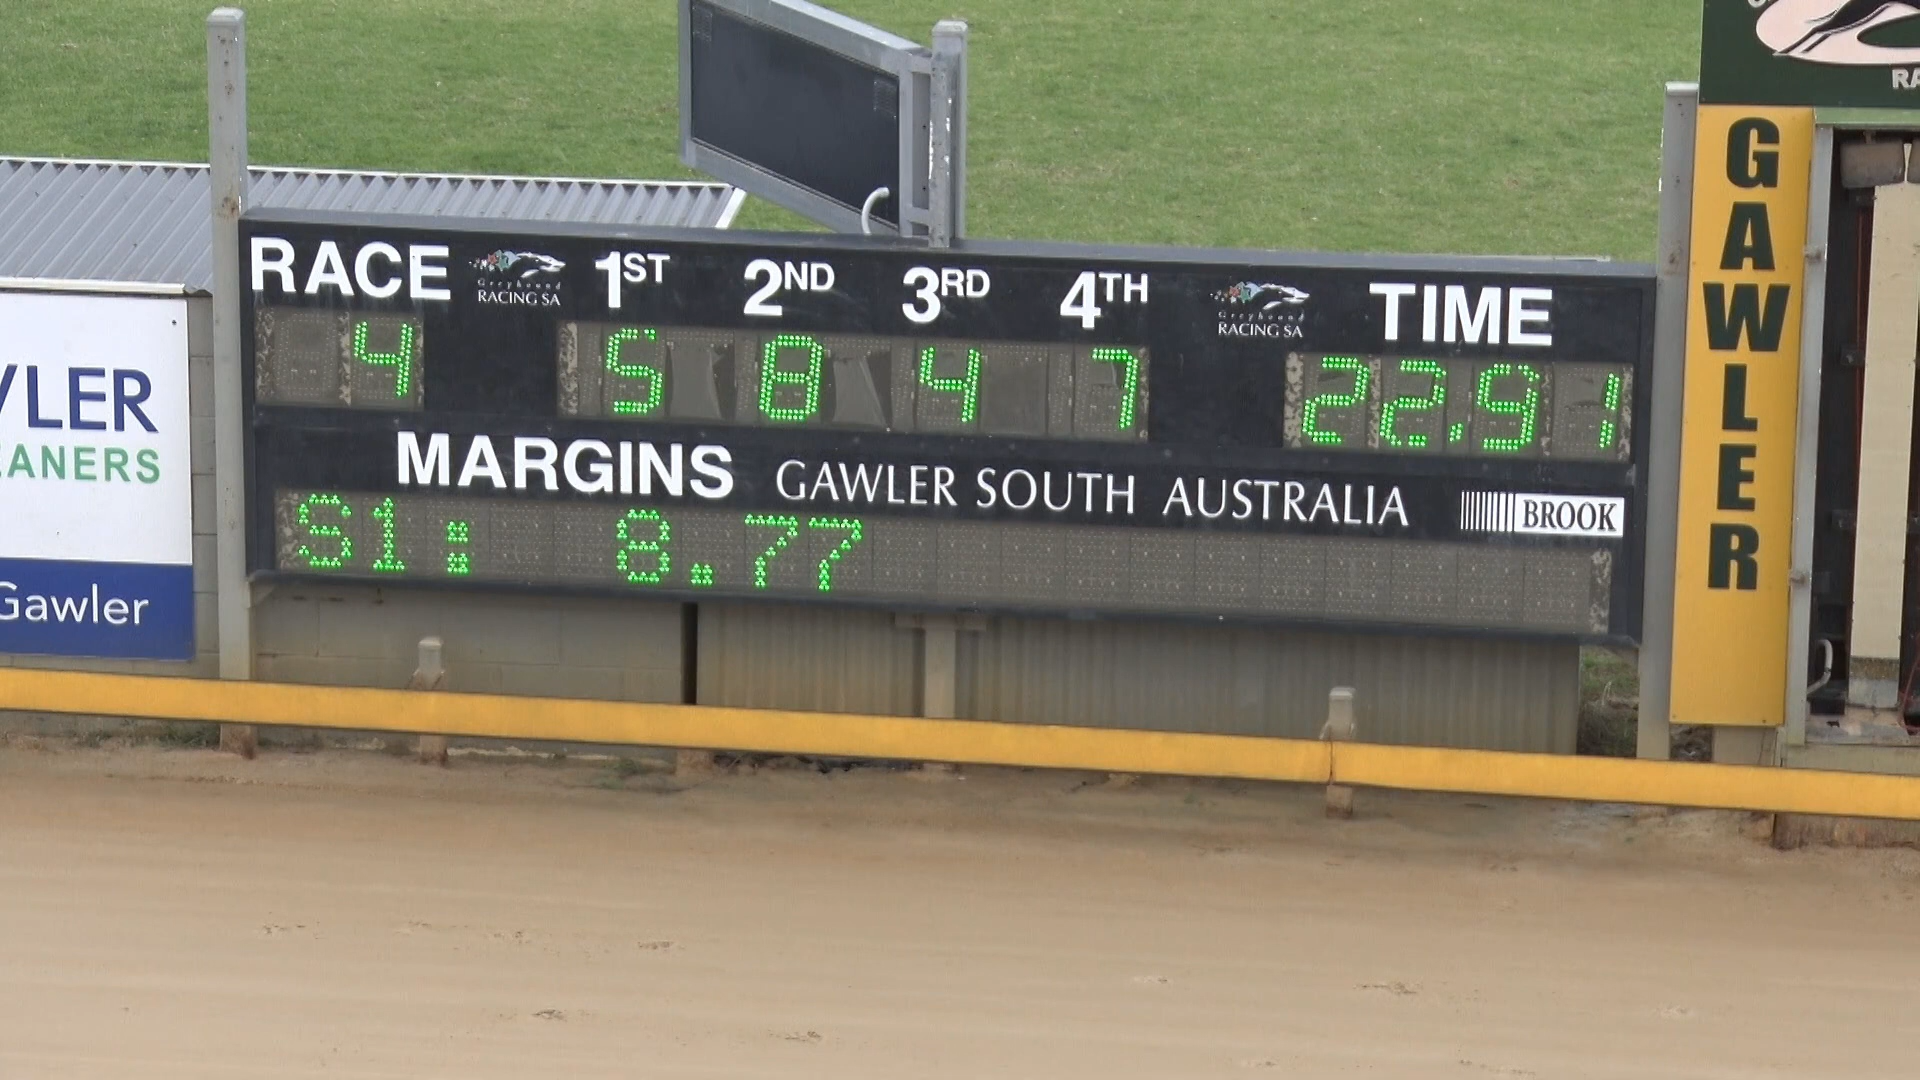 RA
GAWLER
RACE Greyhound RACING SA 1ST 2ND 3RD 4TH Greyhound RACING SA TIME
4 5 8 4 7 22.91
MARGINS GAWLER SOUTH AUSTRALIA BROOK
S1: 8.77
WLER
EANERS
Gawler